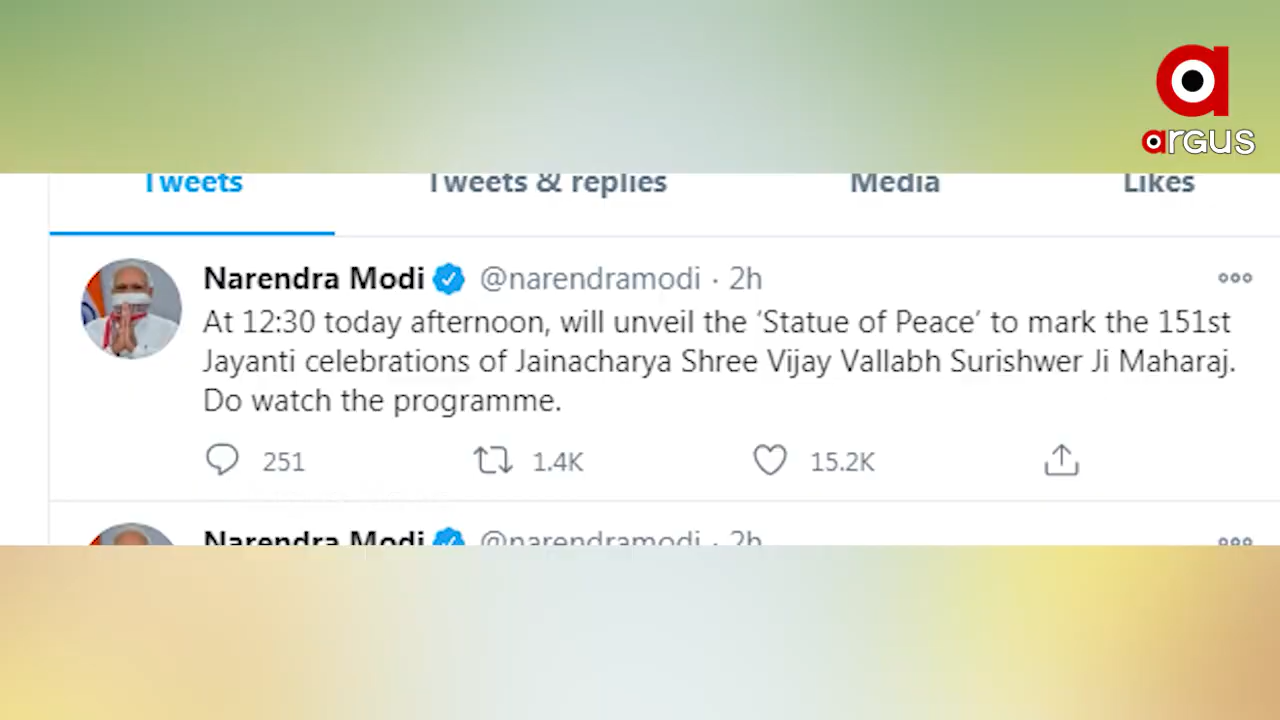 argus
Tweets Tweets & replies Media Likes
Narendra Modi @narendramodi · 2h
At 12:30 today afternoon, will unveil the ‘Statue of Peace’ to mark the 151st
Jayanti celebrations of Jainacharya Shree Vijay Vallabh Surishwer Ji Maharaj.
Do watch the programme.
251 1.4K 15.2K
Narendra Modi @narendramodi · 2h